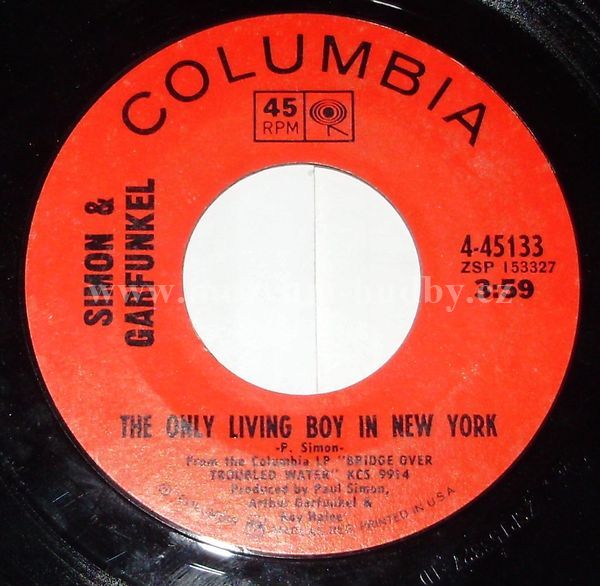 COLUMBIA
45
RPM
SIMON &
GARFUNKEL
4-45133
ZSP 153327
3:59
THE ONLY LIVING BOY IN NEW YORK
-P. Simon-
From the Columbia LP "BRIDGE OVER
TROUBLED WATER" KCS 9914
Produced by Paul Simon,
Arthur Garfunkel &
Roy Halee
PRINTED IN U.S.A.